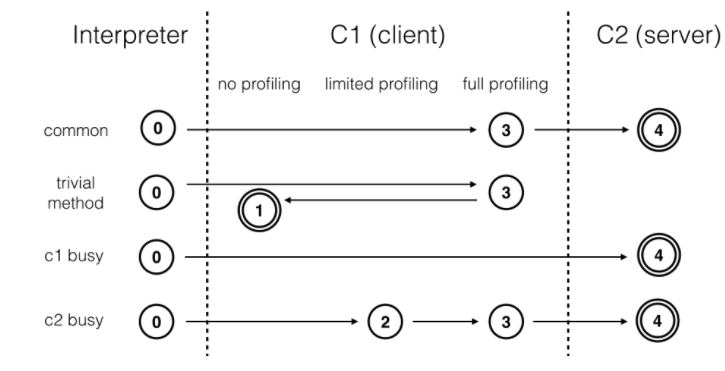 Interpreter C1 (client) C2 (server)
no profiling limited profiling full profiling
common 0 3 4
trivial
method 0 3
1
c1 busy 0 4
c2 busy 0 2 3 4